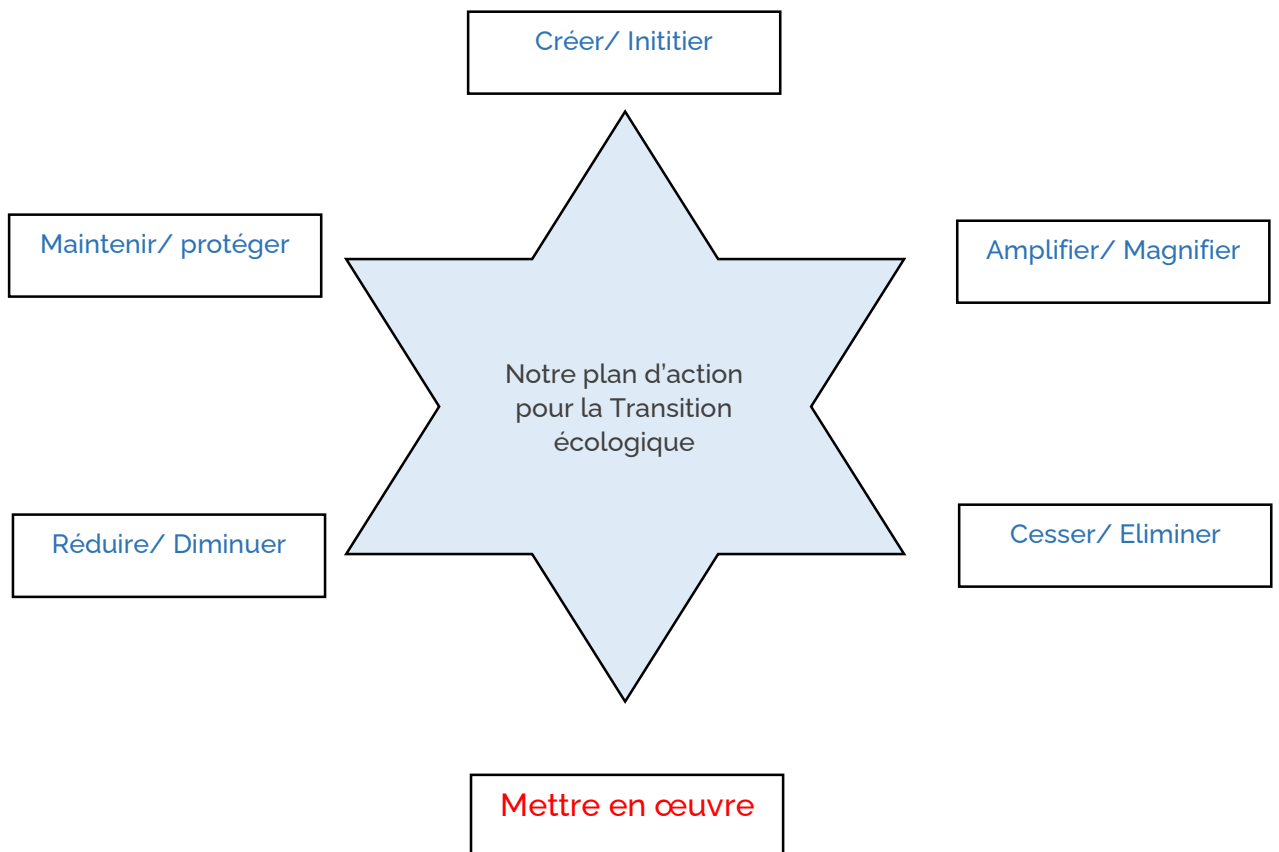 Créer/ Inititier
Maintenir/ protéger
Amplifier/ Magnifier
Notre plan d’action
pour la Transition
écologique
Réduire/ Diminuer
Cesser/ Eliminer
Mettre en œuvre